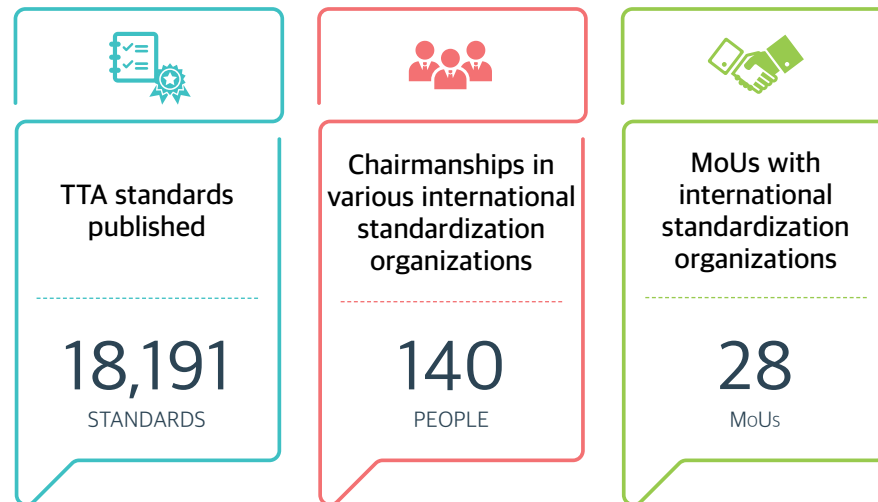 TTA standards
published
18,191
STANDARDS
Chairmanships in
various international
standardization
organizations
140
PEOPLE
MoUs with
international
standardization
organizations
28
MoUs